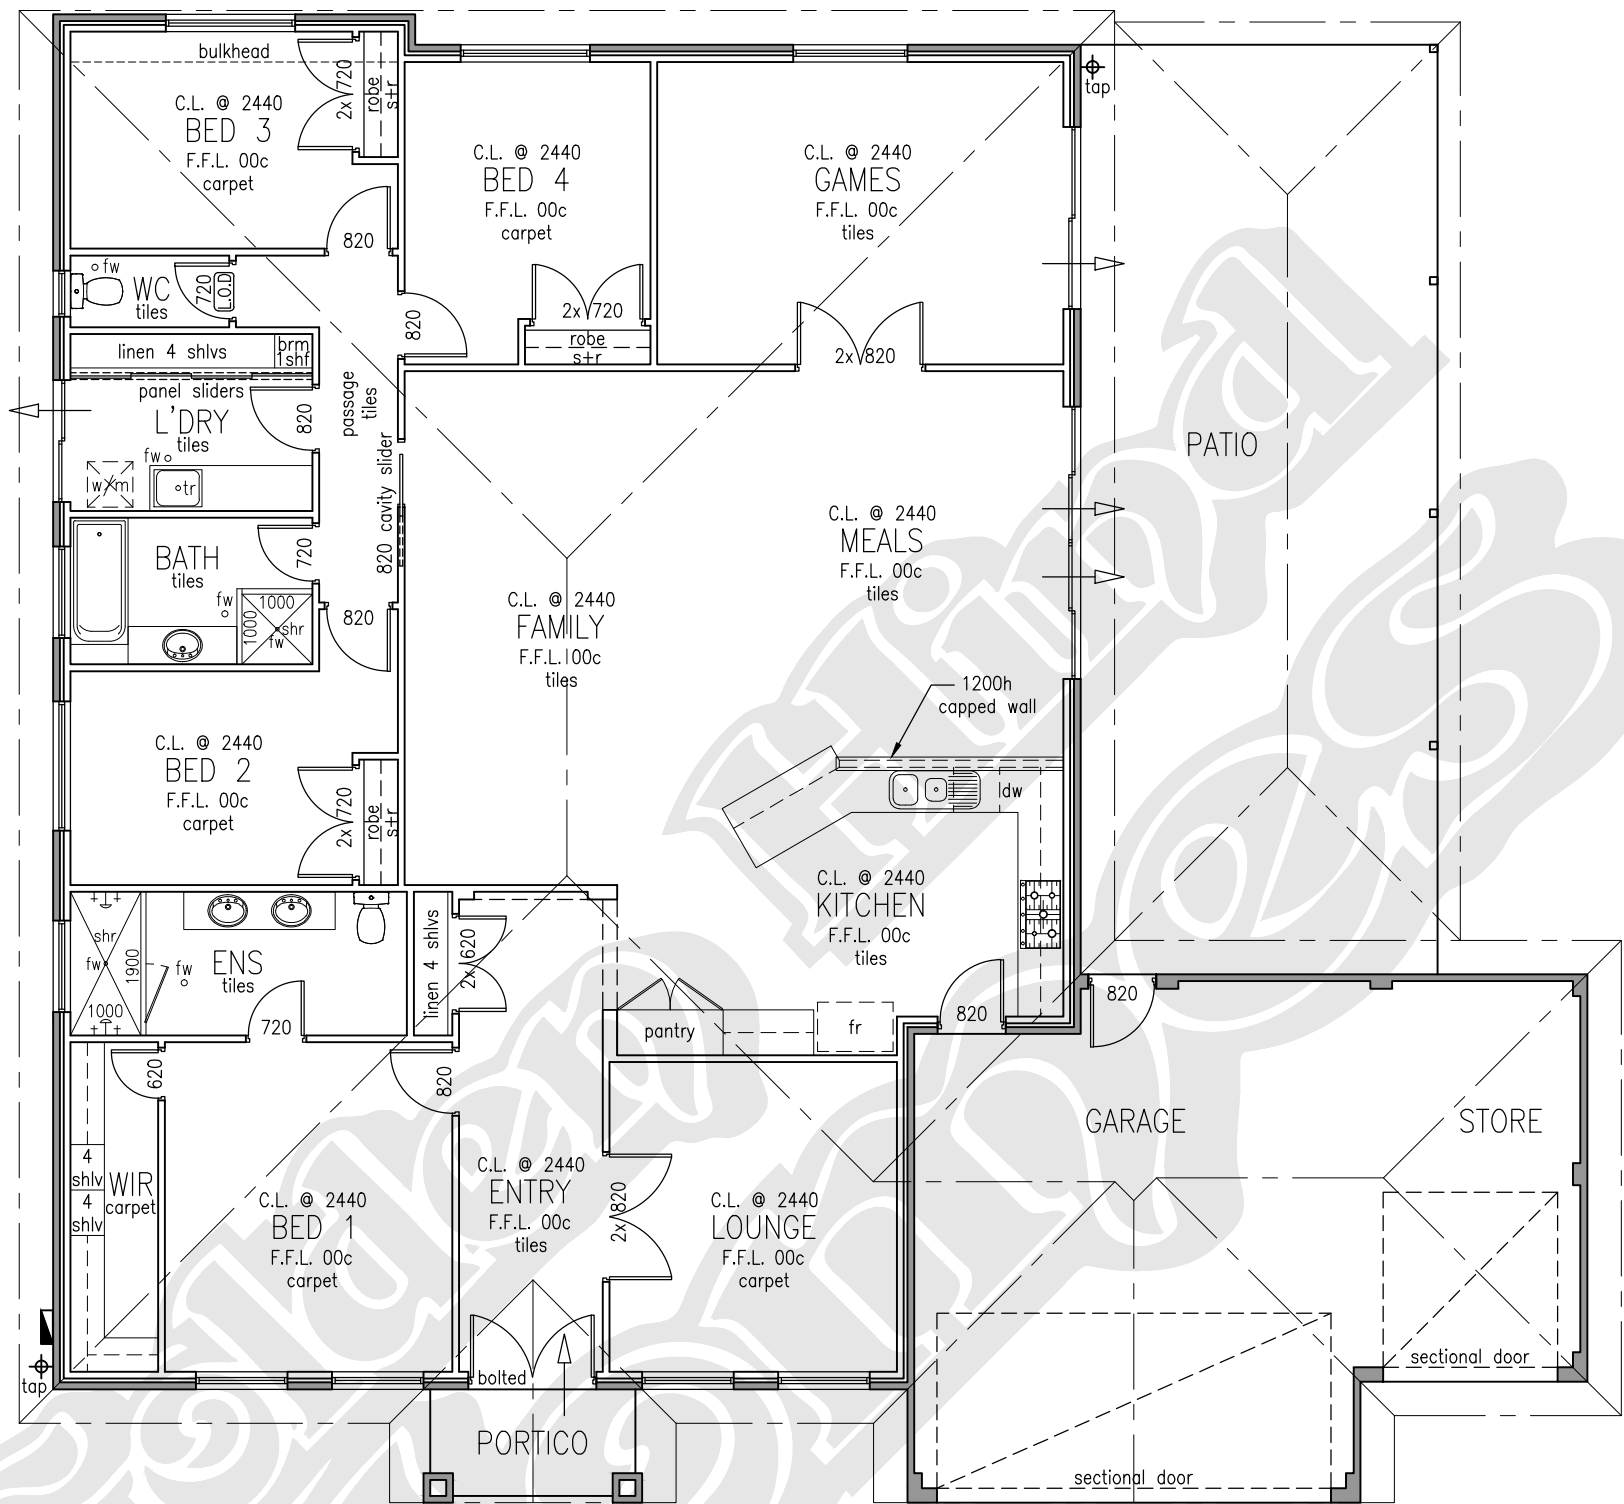 bulkhead
C.L. @ 2440
BED 3
F.F.L. 00c
carpet
2x 720
robe
s+r
820
tap
C.L. @ 2440
BED 4
F.F.L. 00c
carpet
2x 720
robe
s+r
C.L. @ 2440
GAMES
F.F.L. 00c
tiles
2x 820
fw
WC
tiles
720
L.O.D
820
linen 4 shlvs
brm
1shf
panel sliders
L'DRY
tiles
820
passage
tiles
fw
w/m
tr
820 cavity slider
PATIO
BATH
tiles
720
fw
1000
1000
shr
fw
820
C.L. @ 2440
FAMILY
F.F.L. 00c
tiles
C.L. @ 2440
MEALS
F.F.L. 00c
tiles
1200h
capped wall
C.L. @ 2440
BED 2
F.F.L. 00c
carpet
2x 720
robe
s+r
dw
C.L. @ 2440
KITCHEN
F.F.L. 00c
tiles
shr
fw
1900
1000
fw
ENS
tiles
720
linen 4 shlvs
2x 620
pantry
fr
820
820
620
820
4
shlv
4
shlv
WIR
carpet
C.L. @ 2440
BED 1
F.F.L. 00c
carpet
C.L. @ 2440
ENTRY
F.F.L. 00c
tiles
2x 820
C.L. @ 2440
LOUNGE
F.F.L. 00c
carpet
GARAGE
STORE
sectional door
tap
bolted
PORTICO
sectional door